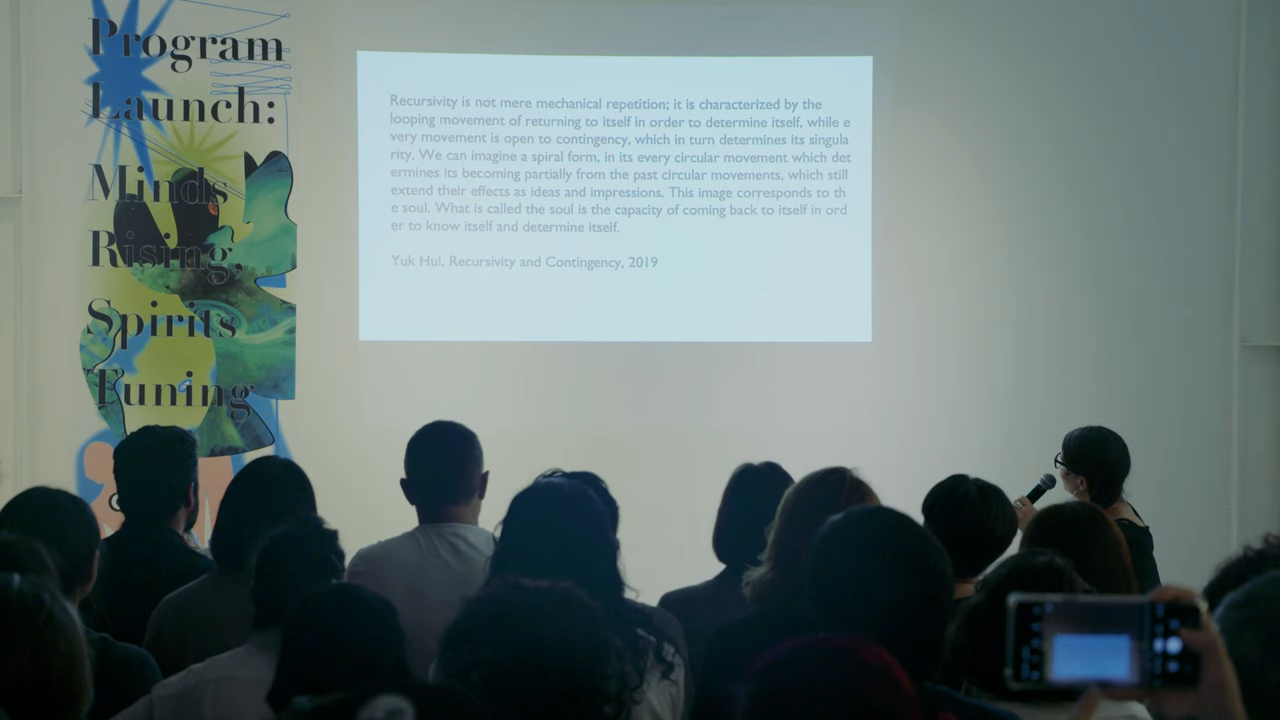 Program
Launch:
Minds
Rising,
Spirits
Tuning
Recursivity is not mere mechanical repetition; it is characterized by the
looping movement of returning to itself in order to determine itself, while e
very movement is open to contingency, which in turn determines its singula
rity. We can imagine a spiral form, in its every circular movement which det
ermines its becoming partially from the past circular movements, which still
extend their effects as ideas and impressions. This image corresponds to th
e soul. What is called the soul is the capacity of coming back to itself in ord
er to know itself and determine itself.
Yuk Hui, Recursivity and Contingency, 2019